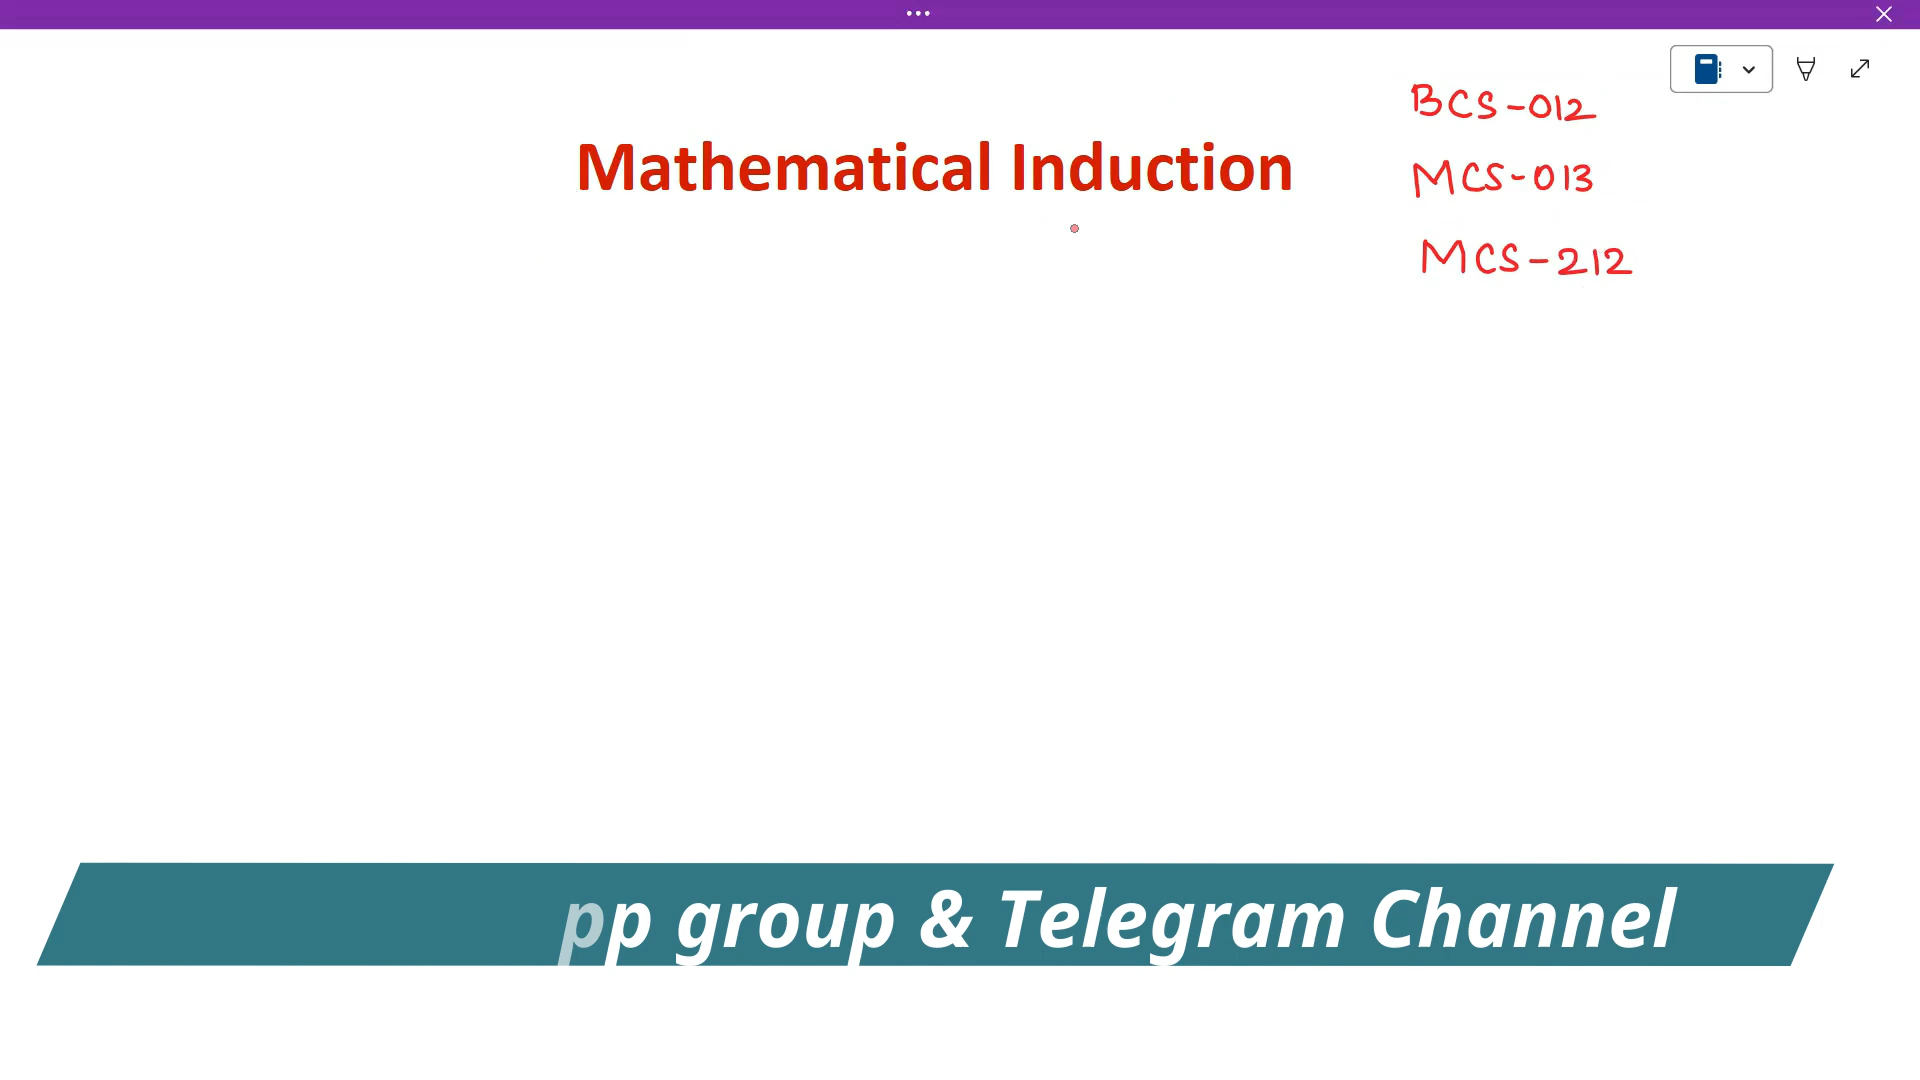 BCS-012
Mathematical Induction
MCS-013
MCS-212
pp group & Telegram Channel